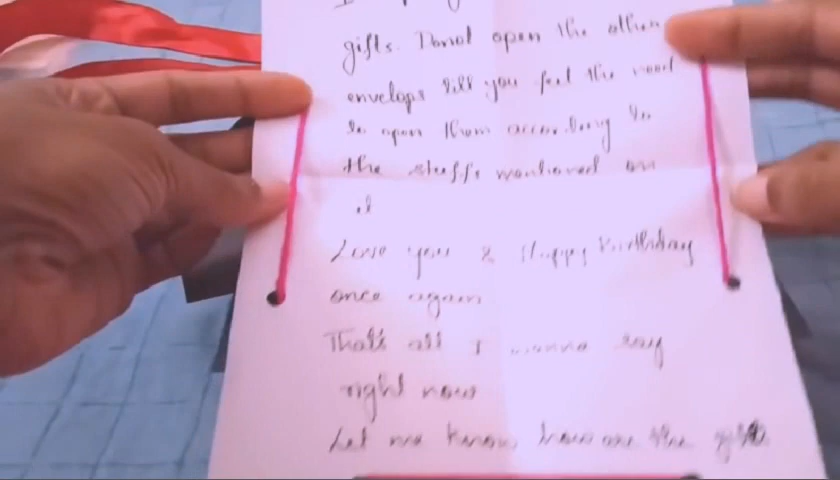 gifts. Donot open the other
envelops till you feel the need
to open them according to
the stuffs mentioned on
it
Love you & Happy Birthday
once again
That's all I wanna say
right now
Let me know how are the gifts